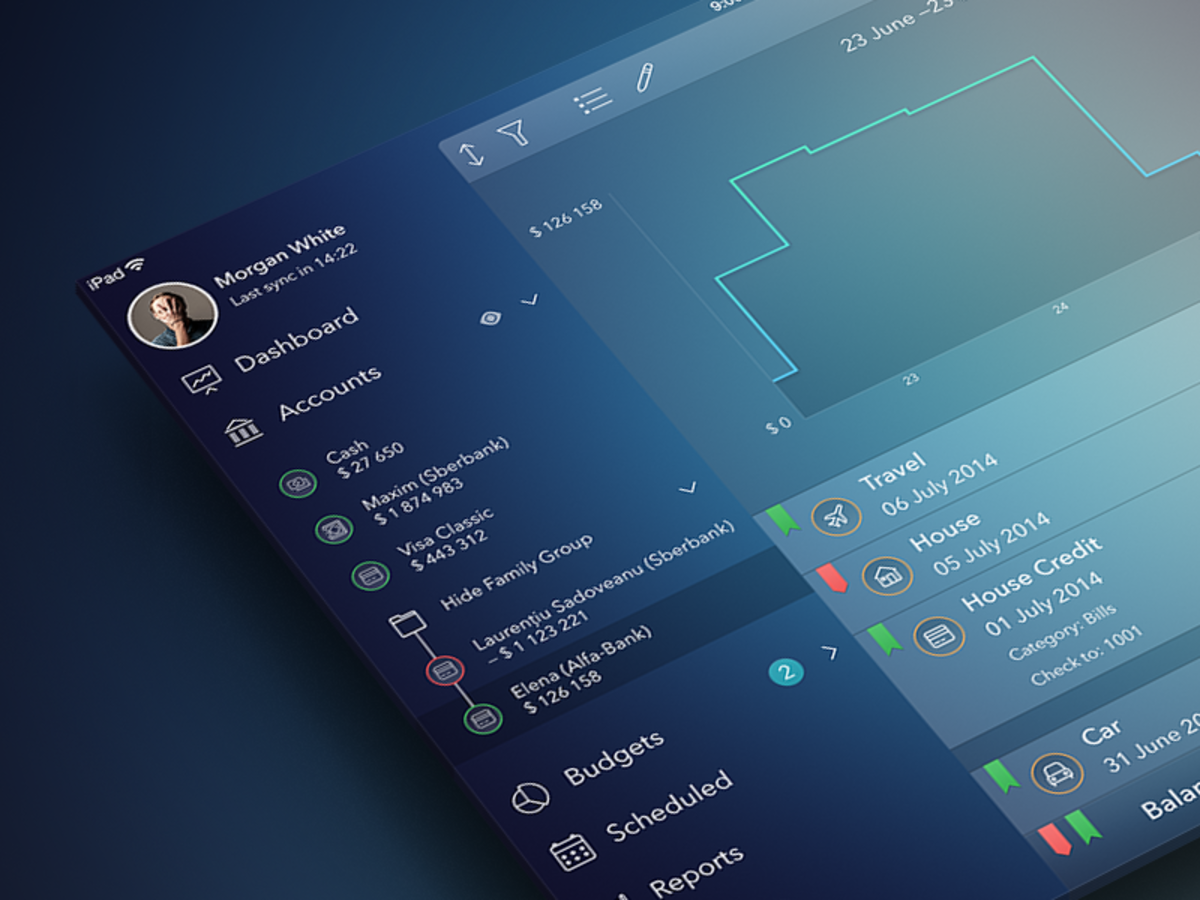 iPad
Morgan White
Last sync in 14:22
Dashboard
Accounts
Cash
$ 27 650
Maxim (Sberbank)
$ 1 874 983
Visa Classic
$ 443 312
Hide Family Group
Laurenţiu Sadoveanu (Sberbank)
– $ 1 123 221
Elena (Alfa-Bank)
$ 126 158
2
Budgets
Scheduled
Reports
23 June –23
$ 126 158
$ 0
23
24
Travel
06 July 2014
House
05 July 2014
House Credit
01 July 2014
Category: Bills
Check to: 1001
Car
31 June 20